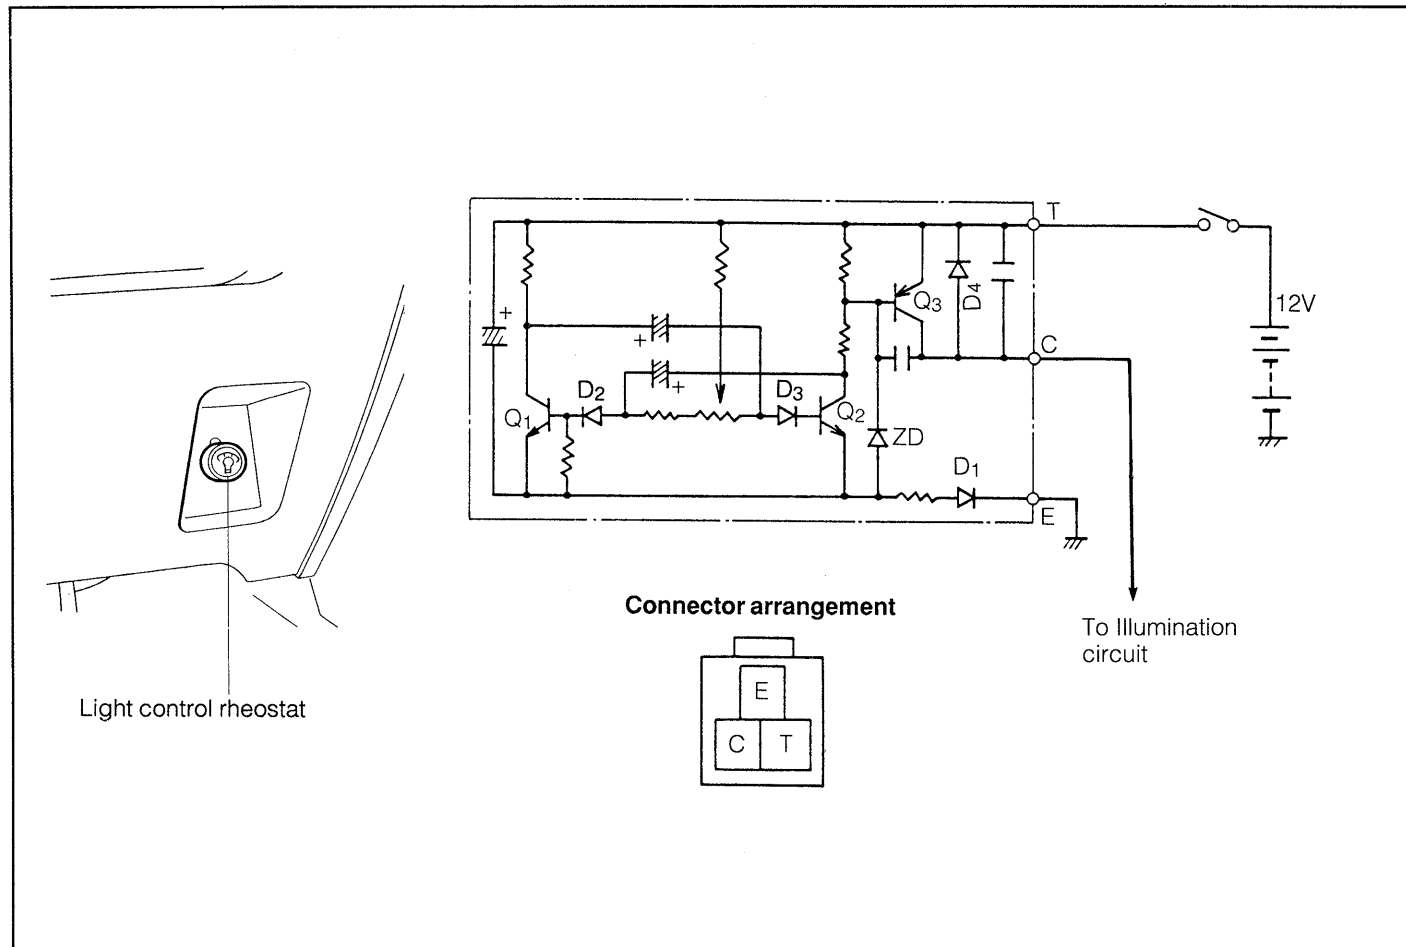 T
Q3
D4
12V
C
+
+
+
D2
D3
Q1
Q2
ZD
D1
E
Connector arrangement
To Illumination
circuit
E
C T
Light control rheostat